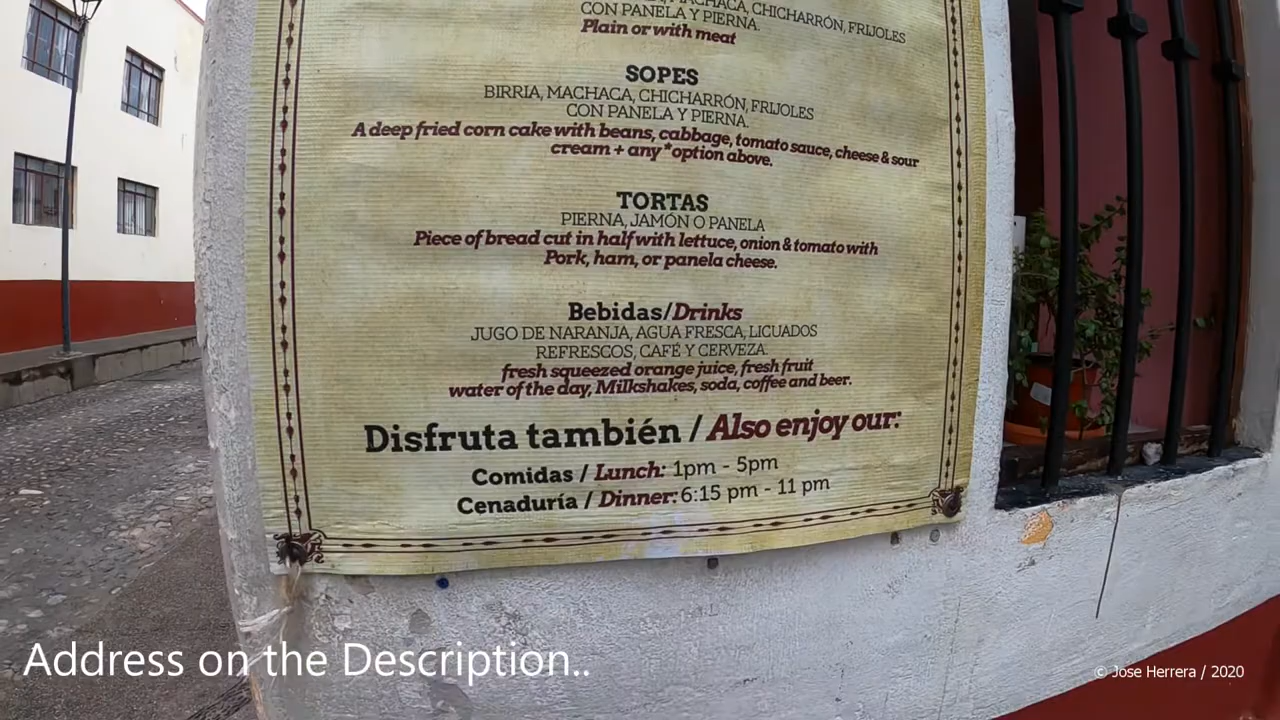 MACHACA, CHICHARRÓN, FRIJOLES
CON PANELA Y PIERNA.
Plain or with meat
SOPES
BIRRIA, MACHACA, CHICHARRÓN, FRIJOLES
CON PANELA Y PIERNA.
A deep fried corn cake with beans, cabbage, tomato sauce, cheese & sour
cream + any *option above.
TORTAS
PIERNA, JAMÓN O PANELA
Piece of bread cut in half with lettuce, onion & tomato with
Pork, ham, or panela cheese.
Bebidas/Drinks
JUGO DE NARANJA, AGUA FRESCA, LICUADOS
REFRESCOS, CAFÉ Y CERVEZA.
fresh squeezed orange juice, fresh fruit
water of the day, Milkshakes, soda, coffee and beer.
Disfruta también / Also enjoy our:
Comidas / Lunch: 1pm - 5pm
Cenaduría / Dinner: 6:15 pm - 11 pm
Address on the Description..
© Jose Herrera / 2020